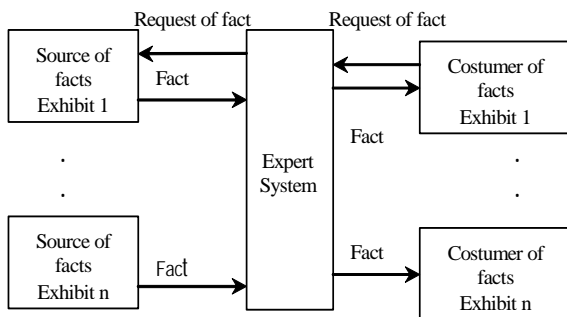 Request of fact
Request of fact
Source of
facts
Exhibit 1
Fact
Costumer of
facts
Exhibit 1
Fact
Expert
System
.
.
.
.
Source of
facts
Exhibit n
Fact
Fact
Costumer of
facts
Exhibit n